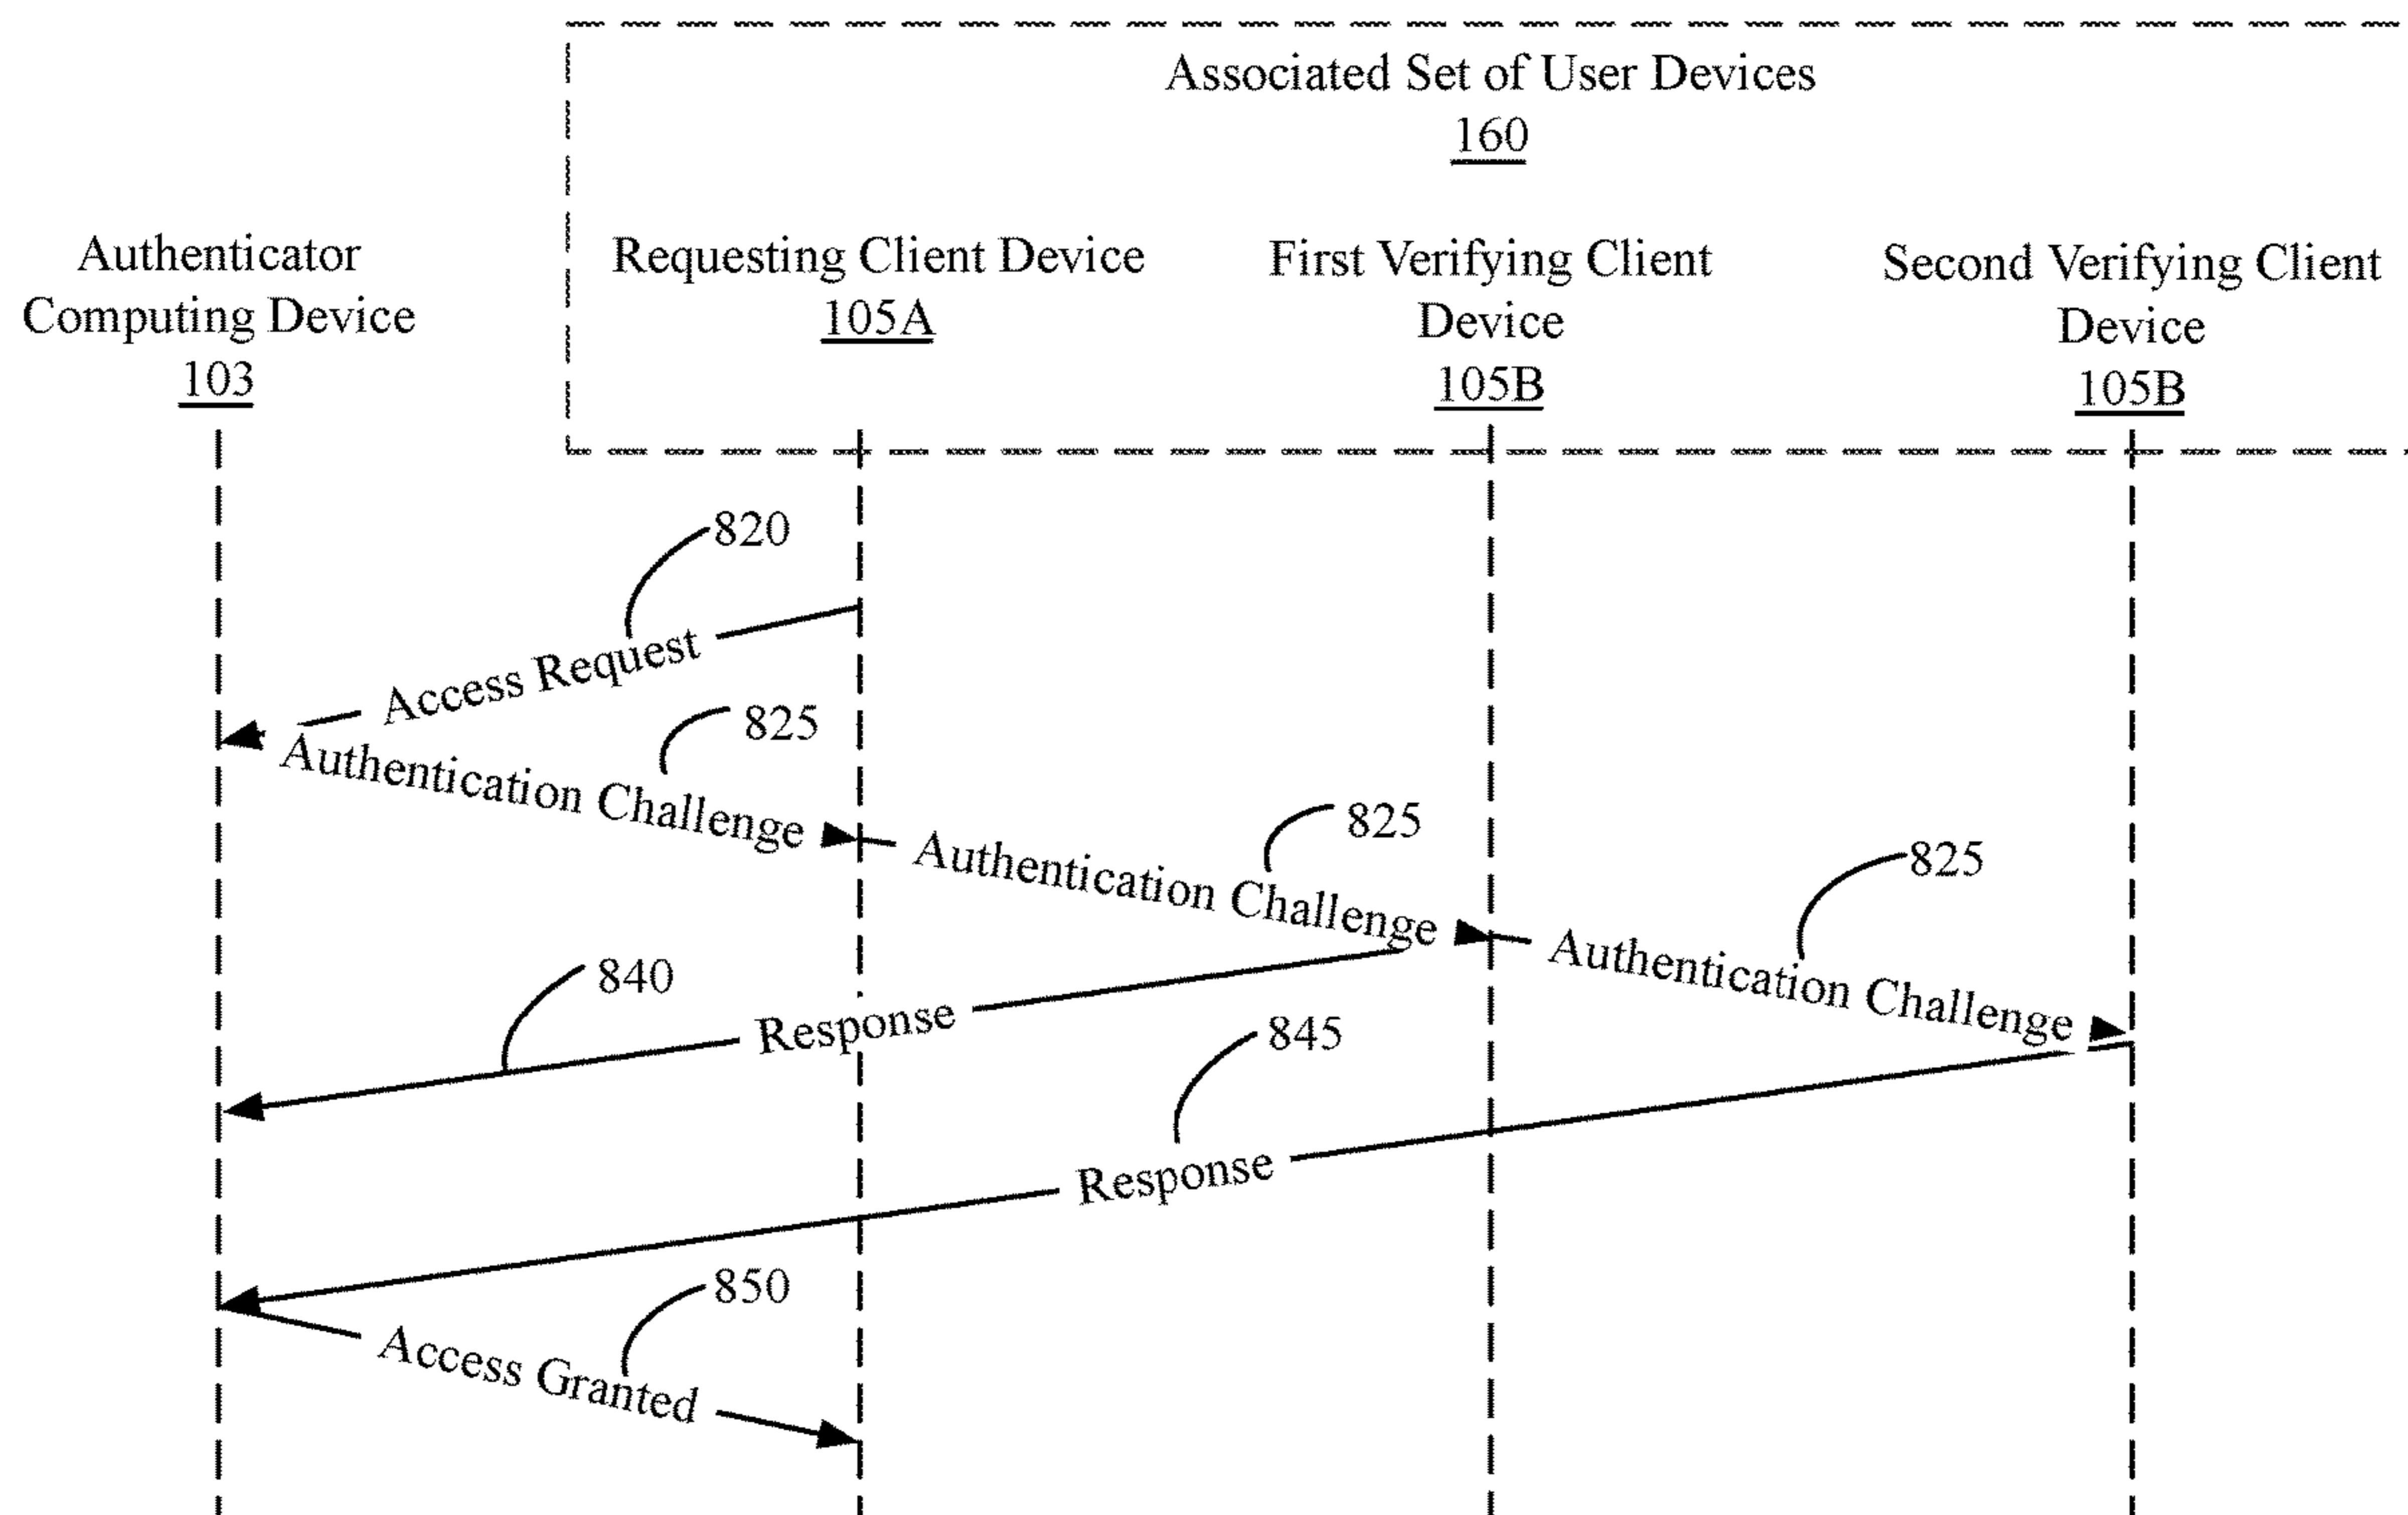 Associated Set of User Devices
160
Authenticator
Computing Device
103
Requesting Client Device
105A
First Verifying Client
Device
105B
Second Verifying Client
Device
105B
820
Access Request
825
Authentication Challenge
825
Authentication Challenge
825
Authentication Challenge
840
Response
845
Response
850
Access Granted